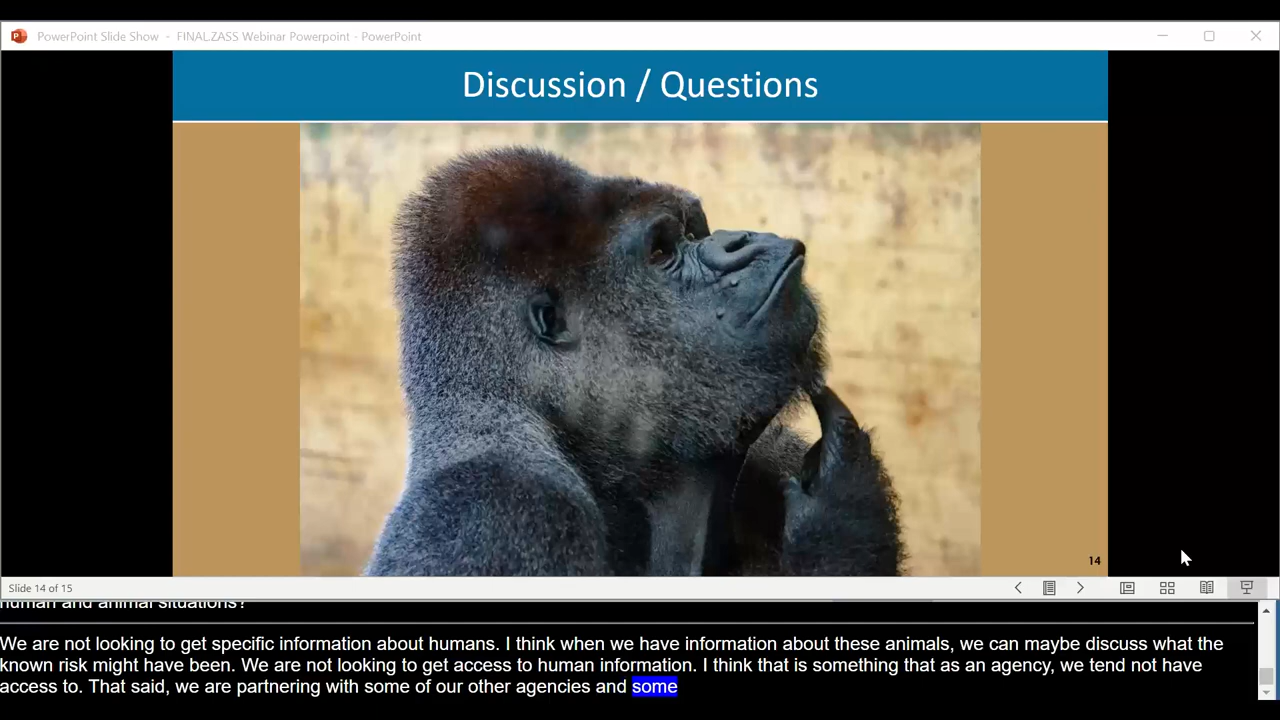 PowerPoint Slide Show - FINAL.ZASS Webinar Powerpoint - PowerPoint
Discussion / Questions
14
Slide 14 of 15
human and animal situations?
We are not looking to get specific information about humans. I think when we have information about these animals, we can maybe discuss what the
known risk might have been. We are not looking to get access to human information. I think that is something that as an agency, we tend not have
access to. That said, we are partnering with some of our other agencies and some